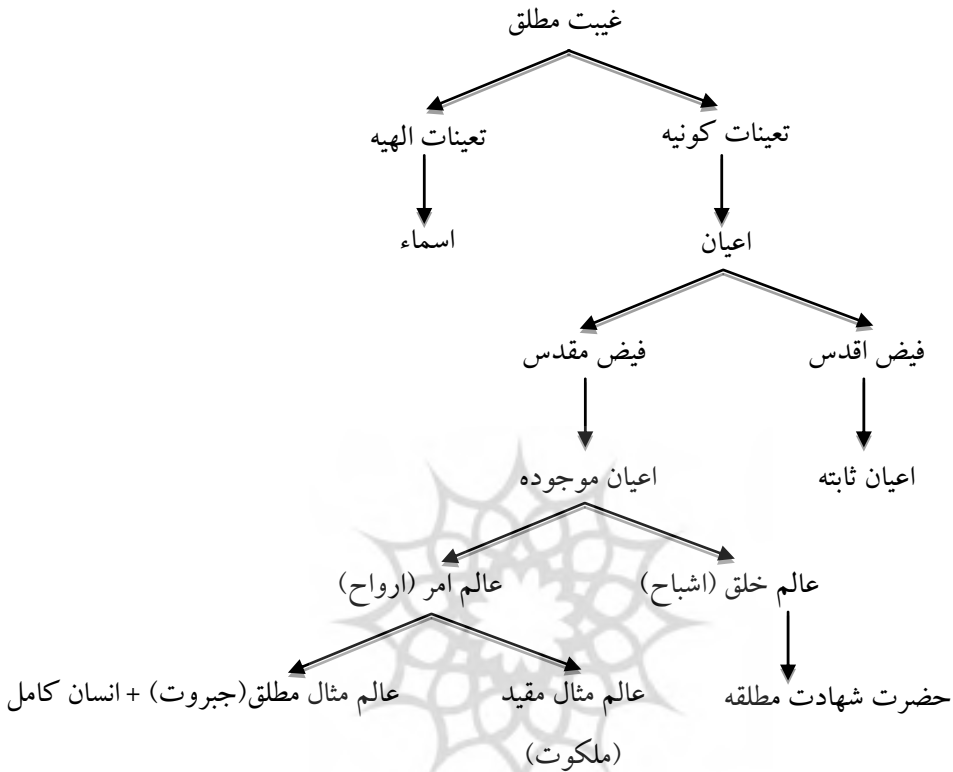 غیبت مطلق
تعینات کونیه
تعینات الهیه
اعیان
اسماء
فیض اقدس
فیض مقدس
اعیان ثابته
اعیان موجوده
عالم خلق (اشباح)
عالم امر (ارواح)
حضرت شهادت مطلقه
عالم مثال مقید
(ملکوت)
عالم مثال مطلق(جبروت) + انسان کامل